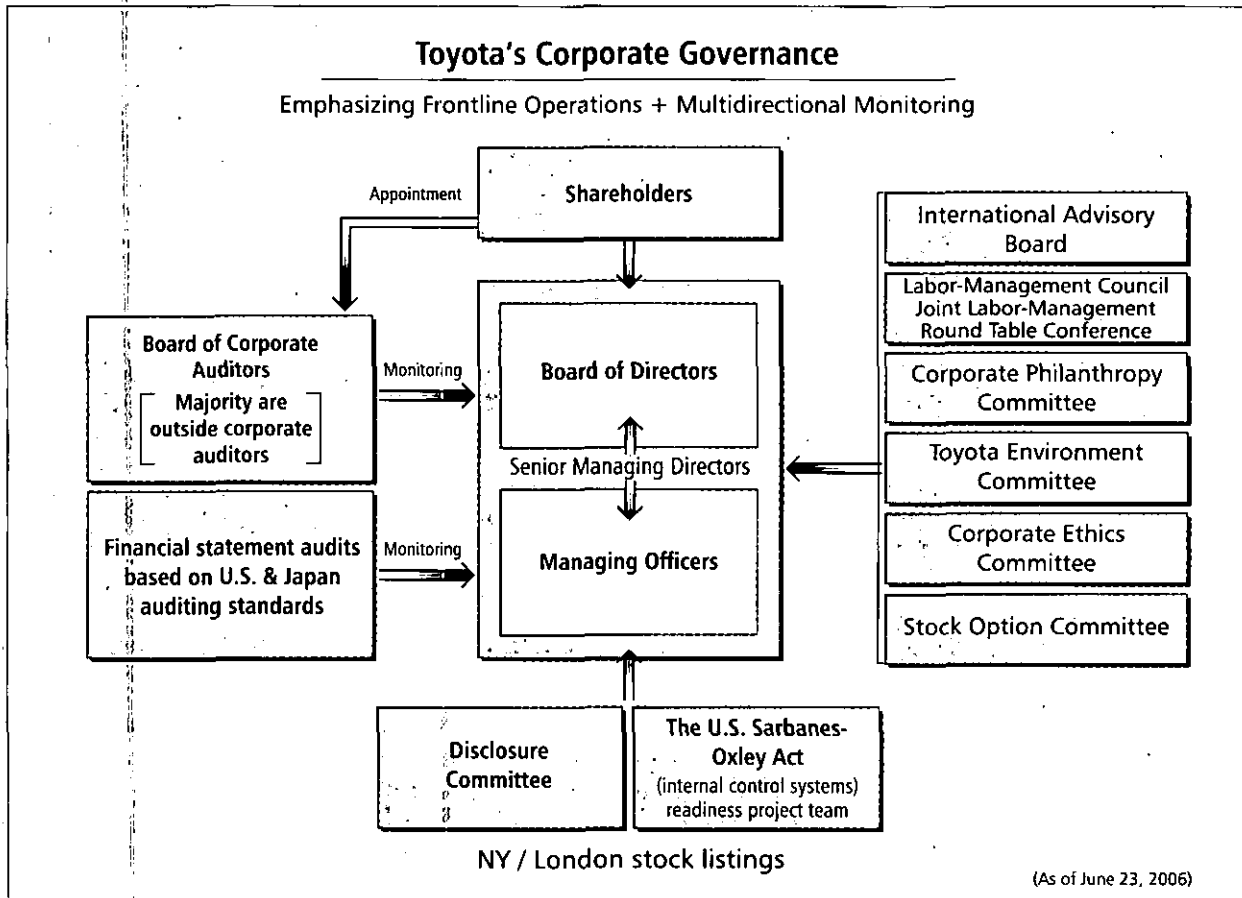 Toyota's Corporate Governance
Emphasizing Frontline Operations + Multidirectional Monitoring
Shareholders
Appointment
Board of Corporate
Auditors
Majority are
outside corporate
auditors
Monitoring
Financial statement audits
based on U.S. & Japan
auditing standards
Monitoring
Board of Directors
Senior Managing Directors
Managing Officers
International Advisory
Board
Labor-Management Council
Joint Labor-Management
Round Table Conference
Corporate Philanthropy
Committee
Toyota Environment
Committee
Corporate Ethics
Committee
Stock Option Committee
Disclosure
Committee
The U.S. Sarbanes-
Oxley Act
(internal control systems)
readiness project team
NY / London stock listings
(As of June 23, 2006)